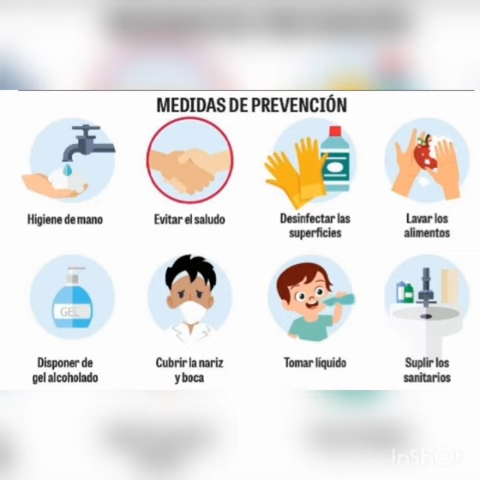 MEDIDAS DE PREVENCIÓN
Higiene de mano
Evitar el saludo
Desinfectar las
superficies
Lavar los
alimentos
GEL
Disponer de
gel alcoholado
Cubrir la nariz
y boca
Tomar líquido
Suplir los
sanitarios
InShOt